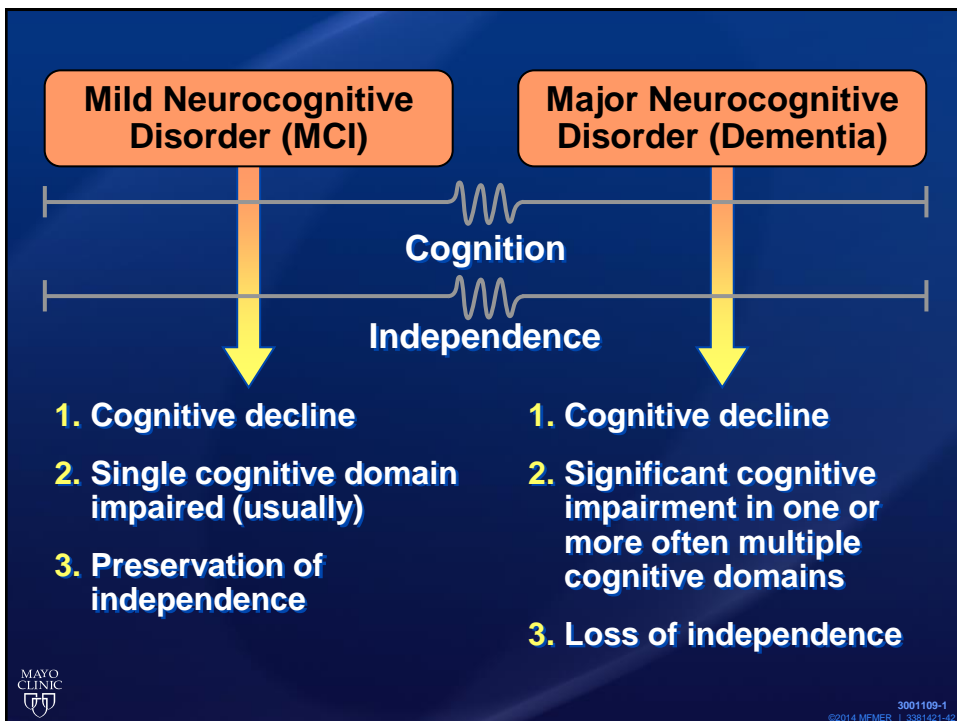 Mild Neurocognitive
Disorder (MCI)
Major Neurocognitive
Disorder (Dementia)
Cognition
Independence
1. Cognitive decline
2. Single cognitive domain
impaired (usually)
3. Preservation of
independence
1. Cognitive decline
2. Significant cognitive
impairment in one or
more often multiple
cognitive domains
3. Loss of independence
MAYO
CLINIC
3001109-1
©2014 MFMER | 3381421-42